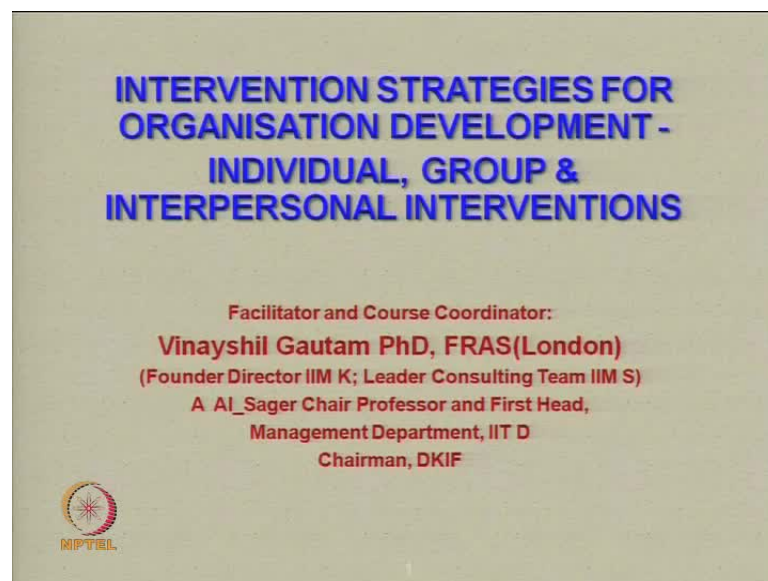 INTERVENTION STRATEGIES FOR
ORGANISATION DEVELOPMENT -
INDIVIDUAL, GROUP &
INTERPERSONAL INTERVENTIONS
Facilitator and Course Coordinator:
Vinayshil Gautam PhD, FRAS(London)
(Founder Director IIM K; Leader Consulting Team IIM S)
A Al_Sager Chair Professor and First Head,
Management Department, IIT D
Chairman, DKIF
NPTEL
1